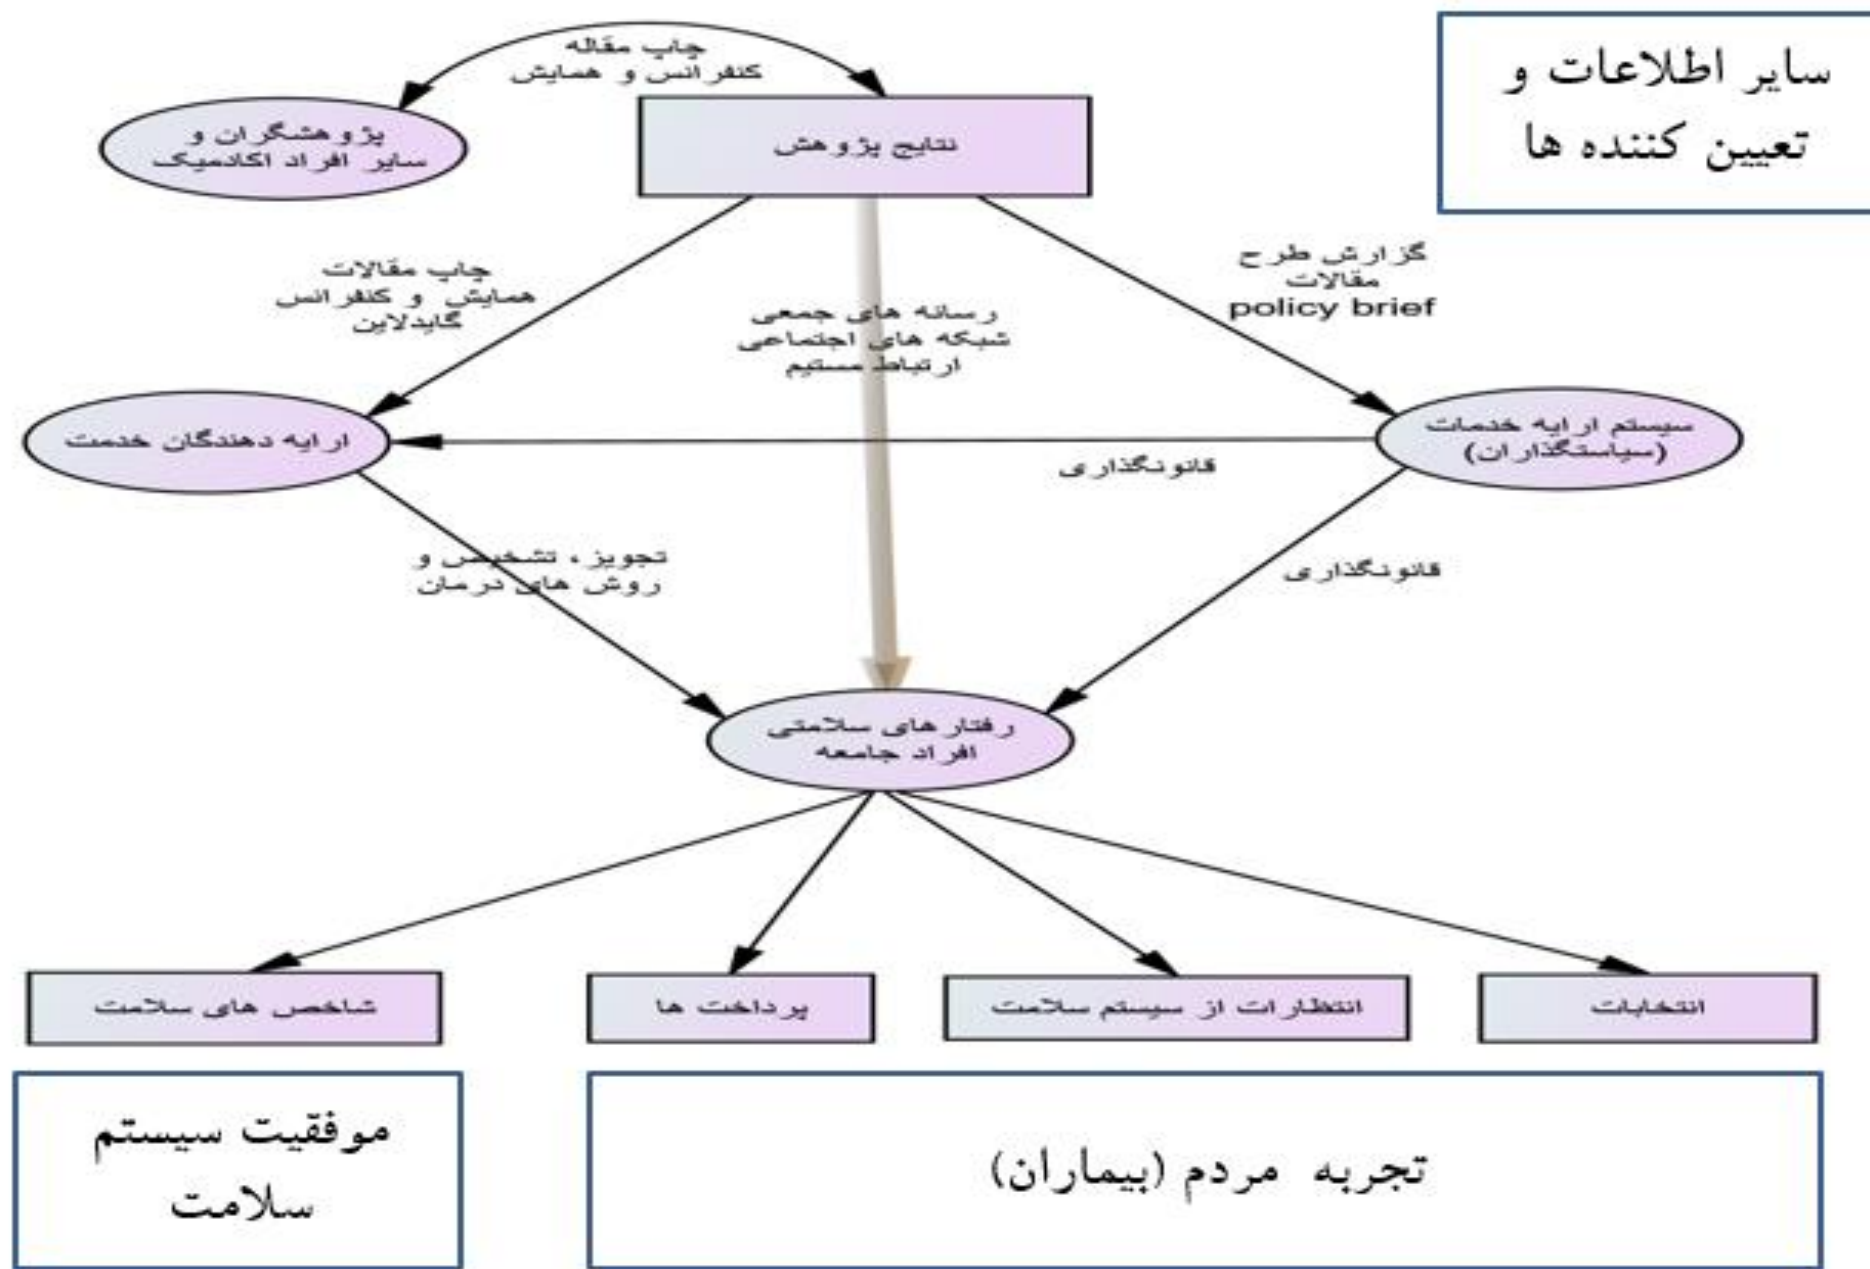 چاپ مقاله
کنفرانس و همایش
سایر اطلاعات و
تعیین کننده ها
پژوهشگران و
سایر افراد اکادمیک
نتایج پژوهش
گزارش طرح
مقالات
policy brief
چاپ مقالات
همایش و کنفرانس
گایدلاین
رسانه های جمعی
شبکه های اجتماعی
ارتباط مستیم
سیستم ارایه خدمات
(سیاستگذاران)
ارایه دهندگان خدمت
قانونگذاری
قانونگذاری
تجویز، تشخیص و
روش های درمان
رفتارهای سلامتی
افراد جامعه
انتخابات
انتظارات از سیستم سلامت
پرداخت ها
شاخص های سلامت
تجربه مردم (بیماران)
موفقیت سیستم
سلامت